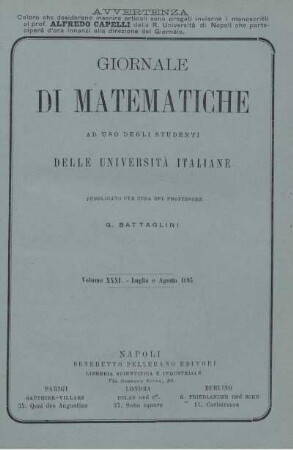 AVVERTENZA
Coloro che desiderano inserire articoli sono pregati inviarne i manoscritti
al prof. ALFREDO CAPELLI della R. Università di Napoli che parte-
ciperà d'ora innanzi alla direzione del Giornale.
GIORNALE
DI MATEMATICHE
AD USO DEGLI STUDENTI
DELLE UNIVERSITÀ ITALIANE
PUBBLICATO PER CURA DEL PROFESSORE
G. BATTAGLINI
Volume XXXI. - Luglio e Agosto
NAPOLI
BENEDETTO PELLERANO EDITORE
LIBRERIA SCIENTIFICA E INDUSTRIALE
PARIGI
GAUTHIER-VILLARS
55. Quai des Augustins
LONDRA
DULAU AND C.
37. Soho square
BERLINO
R. FRIEDLANDER UND SOHN
11. Carlstrasse